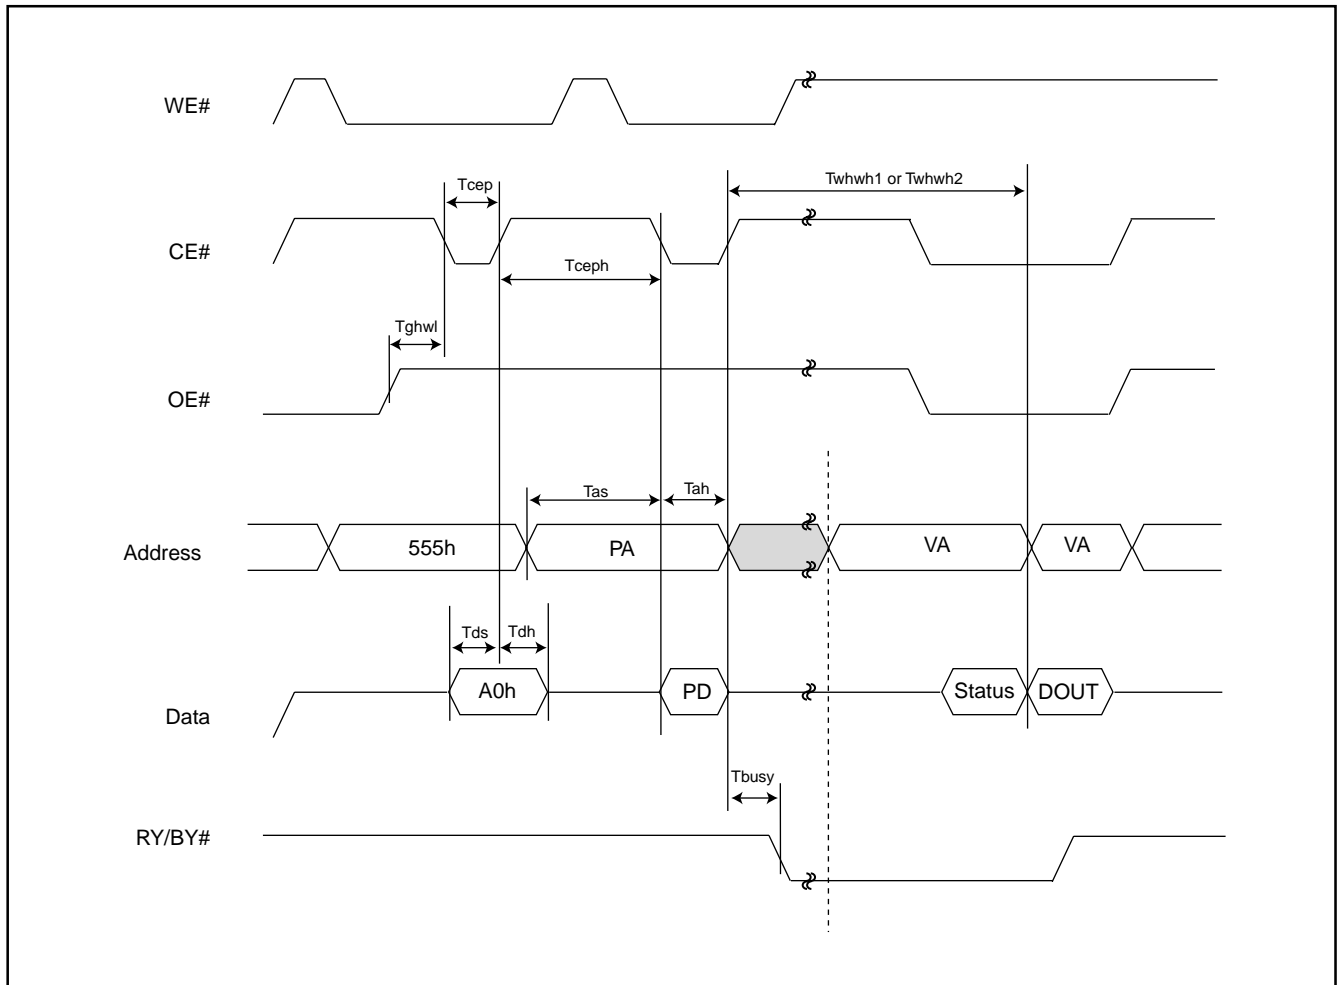 WE#
Twhwh1 or Twhwh2
Tcep
CE#
Tceph
Tghwl
OE#
Tas
Tah
Address
555h
PA
VA
VA
Tds
Tdh
Data
A0h
PD
Status
DOUT
Tbusy
RY/BY#